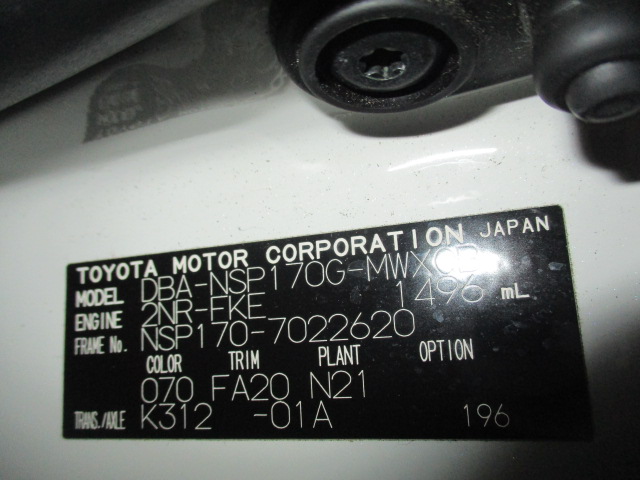 TOYOTA MOTOR CORPORATION JAPAN
MODEL DBA-NSP170G-MWXQB
ENGINE 2NR-FKE 1496 mL
FRAME No. NSP170-7022620
COLOR TRIM PLANT OPTION
070 FA20 N21
TRANS./AXLE K312 -01A 196